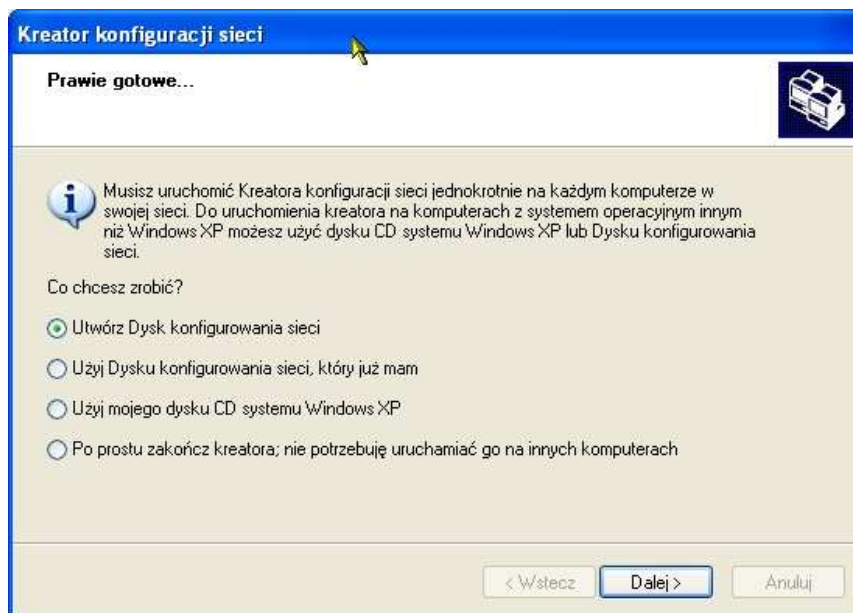 Kreator konfiguracji sieci
Prawie gotowe...
Musisz uruchomić Kreatora konfiguracji sieci jednokrotnie na każdym komputerze w
swojej sieci. Do uruchomienia kreatora na komputerach z systemem operacyjnym innym
niż Windows XP możesz użyć dysku CD systemu Windows XP lub Dysku konfigurowania
sieci.
Co chcesz zrobić?
Utwórz Dysk konfigurowania sieci
Użyj Dysku konfigurowania sieci, który już mam
Użyj mojego dysku CD systemu Windows XP
Po prostu zakończ kreatora; nie potrzebuję uruchamiać go na innych komputerach
< Wstecz Dalej > Anuluj